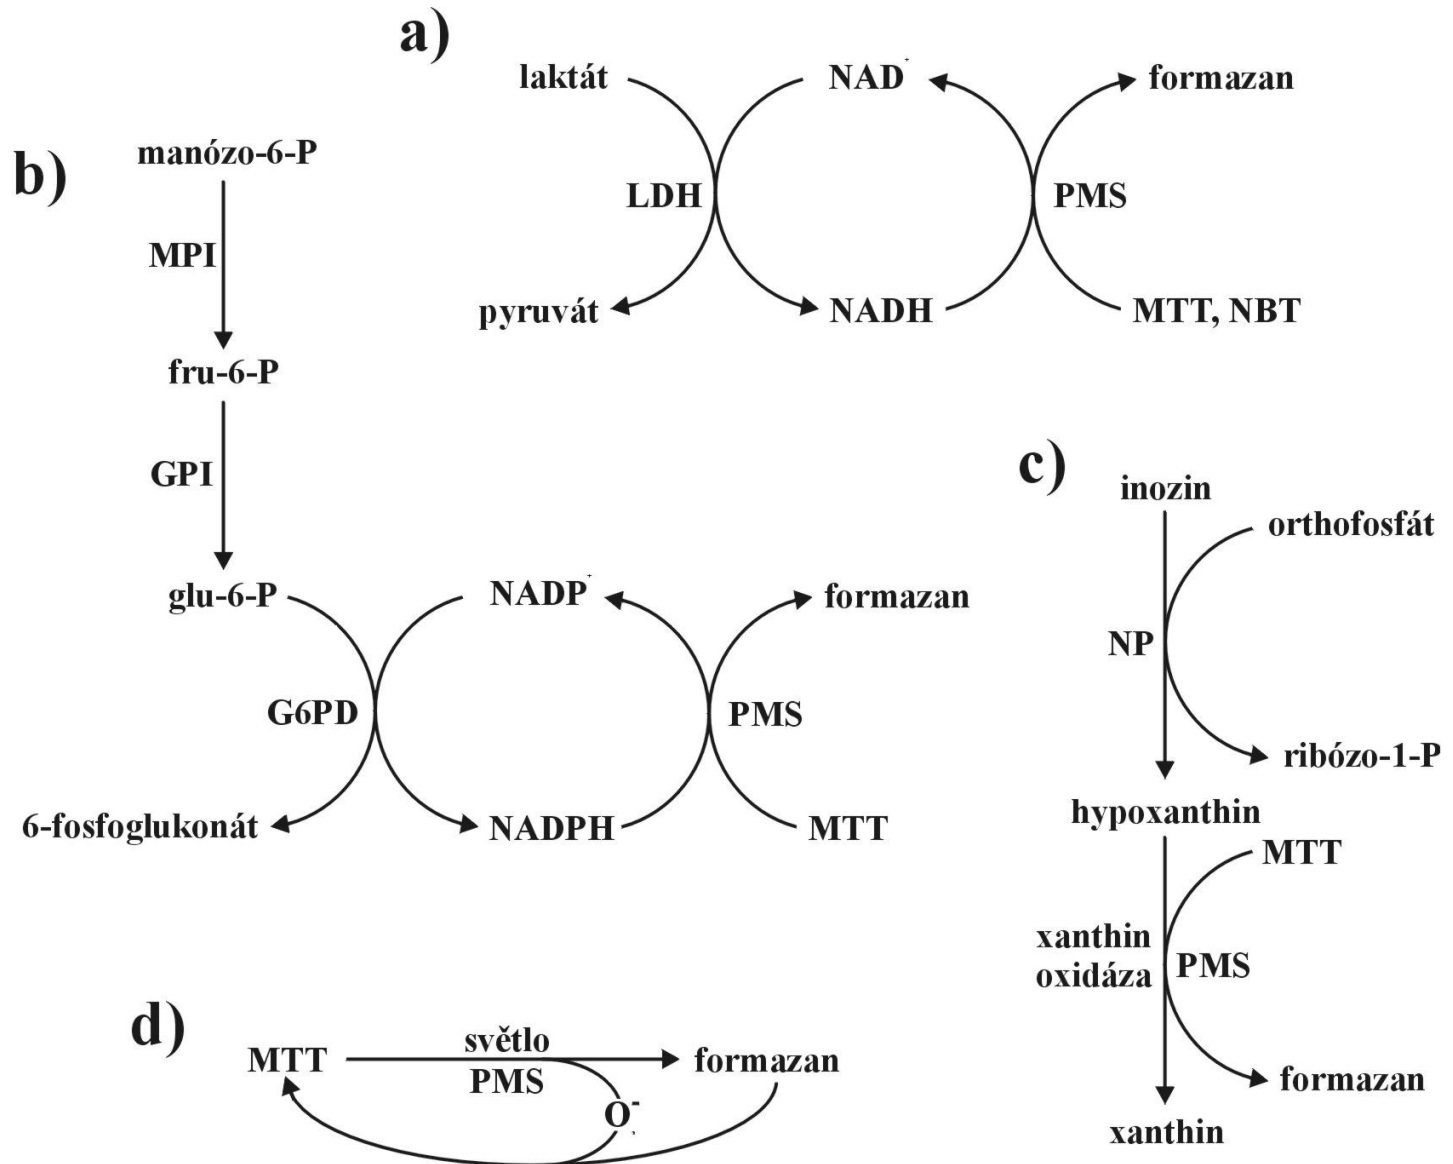 a)
laktát NAD+ formazan
LDH PMS
pyruvát NADH MTT, NBT
b)
manózo-6-P
MPI
fru-6-P
GPI
glu-6-P NADP+ formazan
G6PD PMS
6-fosfoglukonát NADPH MTT
c)
inozin
orthofosfát
NP
ribózo-1-P
hypoxanthin
MTT
xanthin
oxidáza PMS
formazan
xanthin
d)
světlo
MTT formazan
PMS
O-